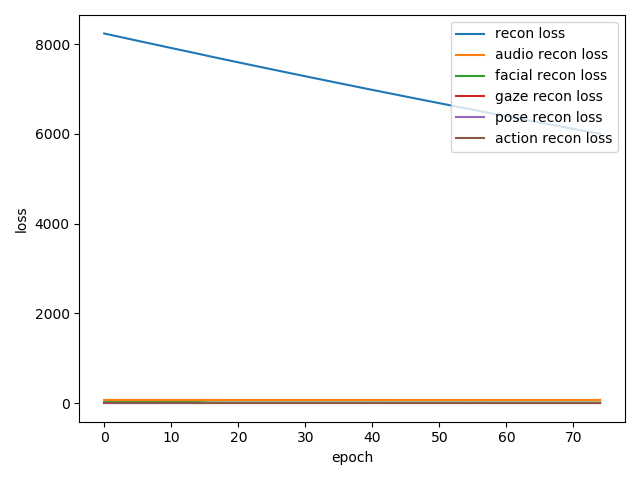 recon loss
audio recon loss
facial recon loss
gaze recon loss
pose recon loss
action recon loss
8000
6000
4000
2000
0
loss
0 10 20 30 40 50 60 70
epoch